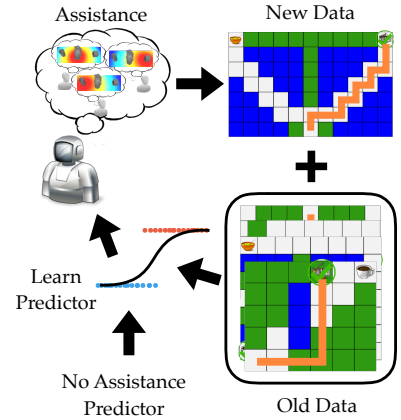 Assistance
New Data
Learn
Predictor
No Assistance
Predictor
Old Data